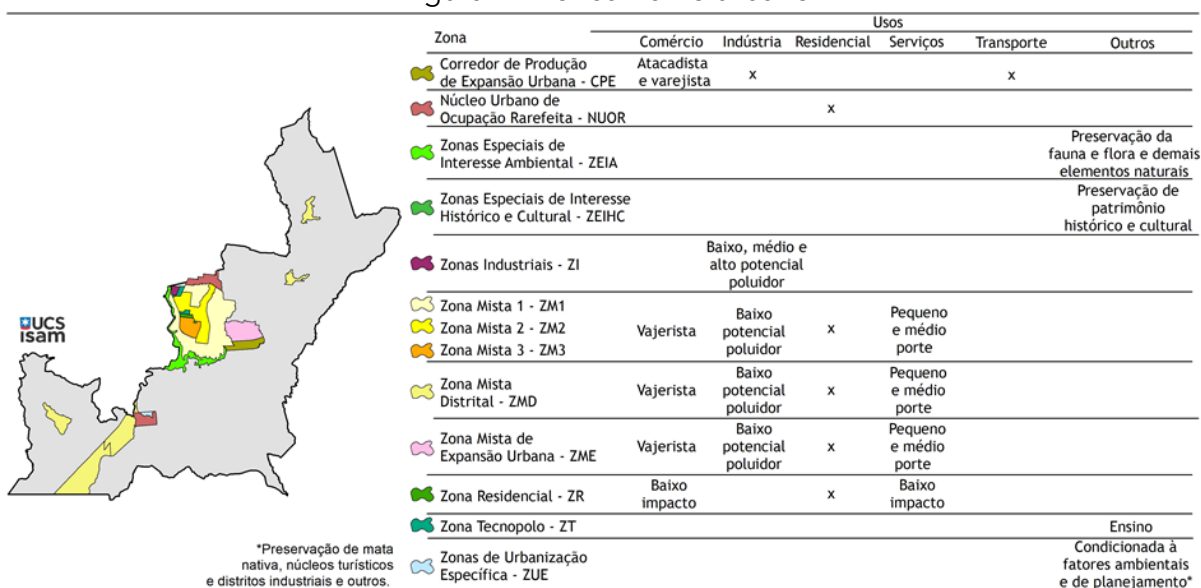 Usos
Zona
Comércio Indústria Residencial Serviços Transporte Outros
Corredor de Produção
de Expansão Urbana - CPE
Atacadista
e varejista
x
x
Núcleo Urbano de
Ocupação Rarefeita - NUOR
x
Zonas Especiais de
Interesse Ambiental - ZEIA
Preservação da
fauna e flora e demais
elementos naturais
Zonas Especiais de Interesse
Histórico e Cultural - ZEIHC
Preservação de
patrimônio
histórico e cultural
Zonas Industriais - ZI
Baixo, médio e
alto potencial
poluidor
Zona Mista 1 - ZM1
Zona Mista 2 - ZM2
Zona Mista 3 - ZM3
Vajerista
Baixo
potencial
poluidor
x
Pequeno
e médio
porte
Zona Mista
Distrital - ZMD
Vajerista
Baixo
potencial
poluidor
x
Pequeno
e médio
porte
Zona Mista de
Expansão Urbana - ZME
Vajerista
Baixo
potencial
poluidor
x
Pequeno
e médio
porte
Zona Residencial - ZR
Baixo
impacto
x
Baixo
impacto
Zona Tecnopolo - ZT
Ensino
Zonas de Urbanização
Específica - ZUE
Condicionada à
fatores ambientais
e de planejamento*
UCS
isam
*Preservação de mata
nativa, núcleos turísticos
e distritos industriais e outros.